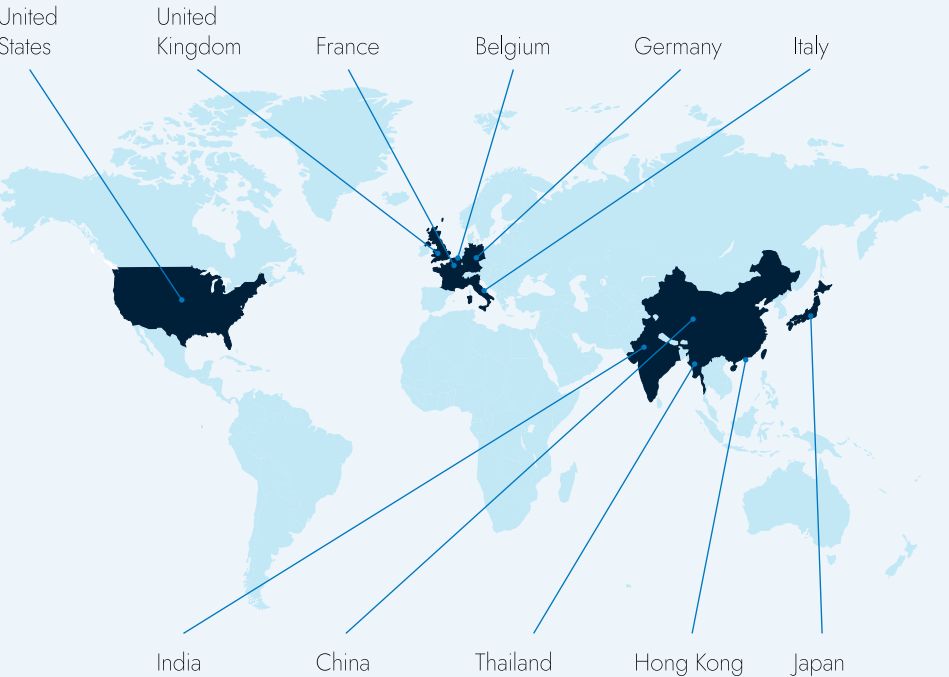 United
States
United
Kingdom
France
Belgium
Germany
Italy
India
China
Thailand
Hong Kong
Japan